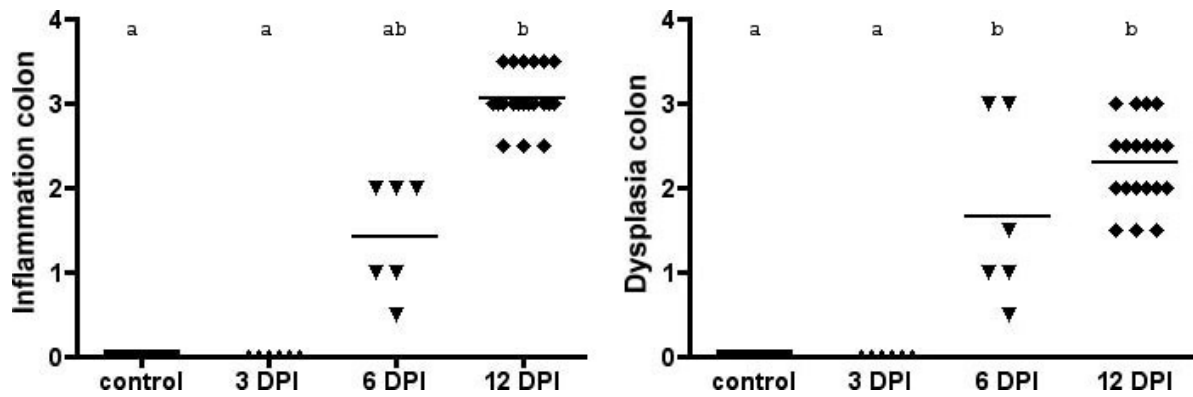 Inflammation colon
4
3
2
1
0
a a ab b
control 3 DPI 6 DPI 12 DPI
Dysplasia colon
4
3
2
1
0
a a b b
control 3 DPI 6 DPI 12 DPI